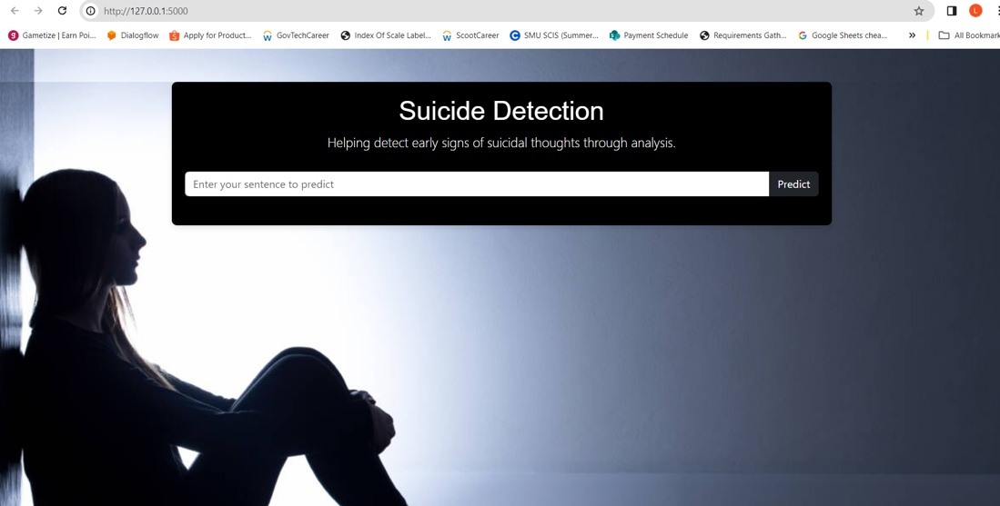 http://127.0.0.1:5000
L
g Gametize | Earn Poi... Dialogflow Apply for Product... GovTechCareer Index Of Scale Label... ScootCareer SMU SCIS (Summer... Payment Schedule Requirements Gath... Google Sheets chea... » All Bookmark
Suicide Detection
Helping detect early signs of suicidal thoughts through analysis.
Enter your sentence to predict Predict